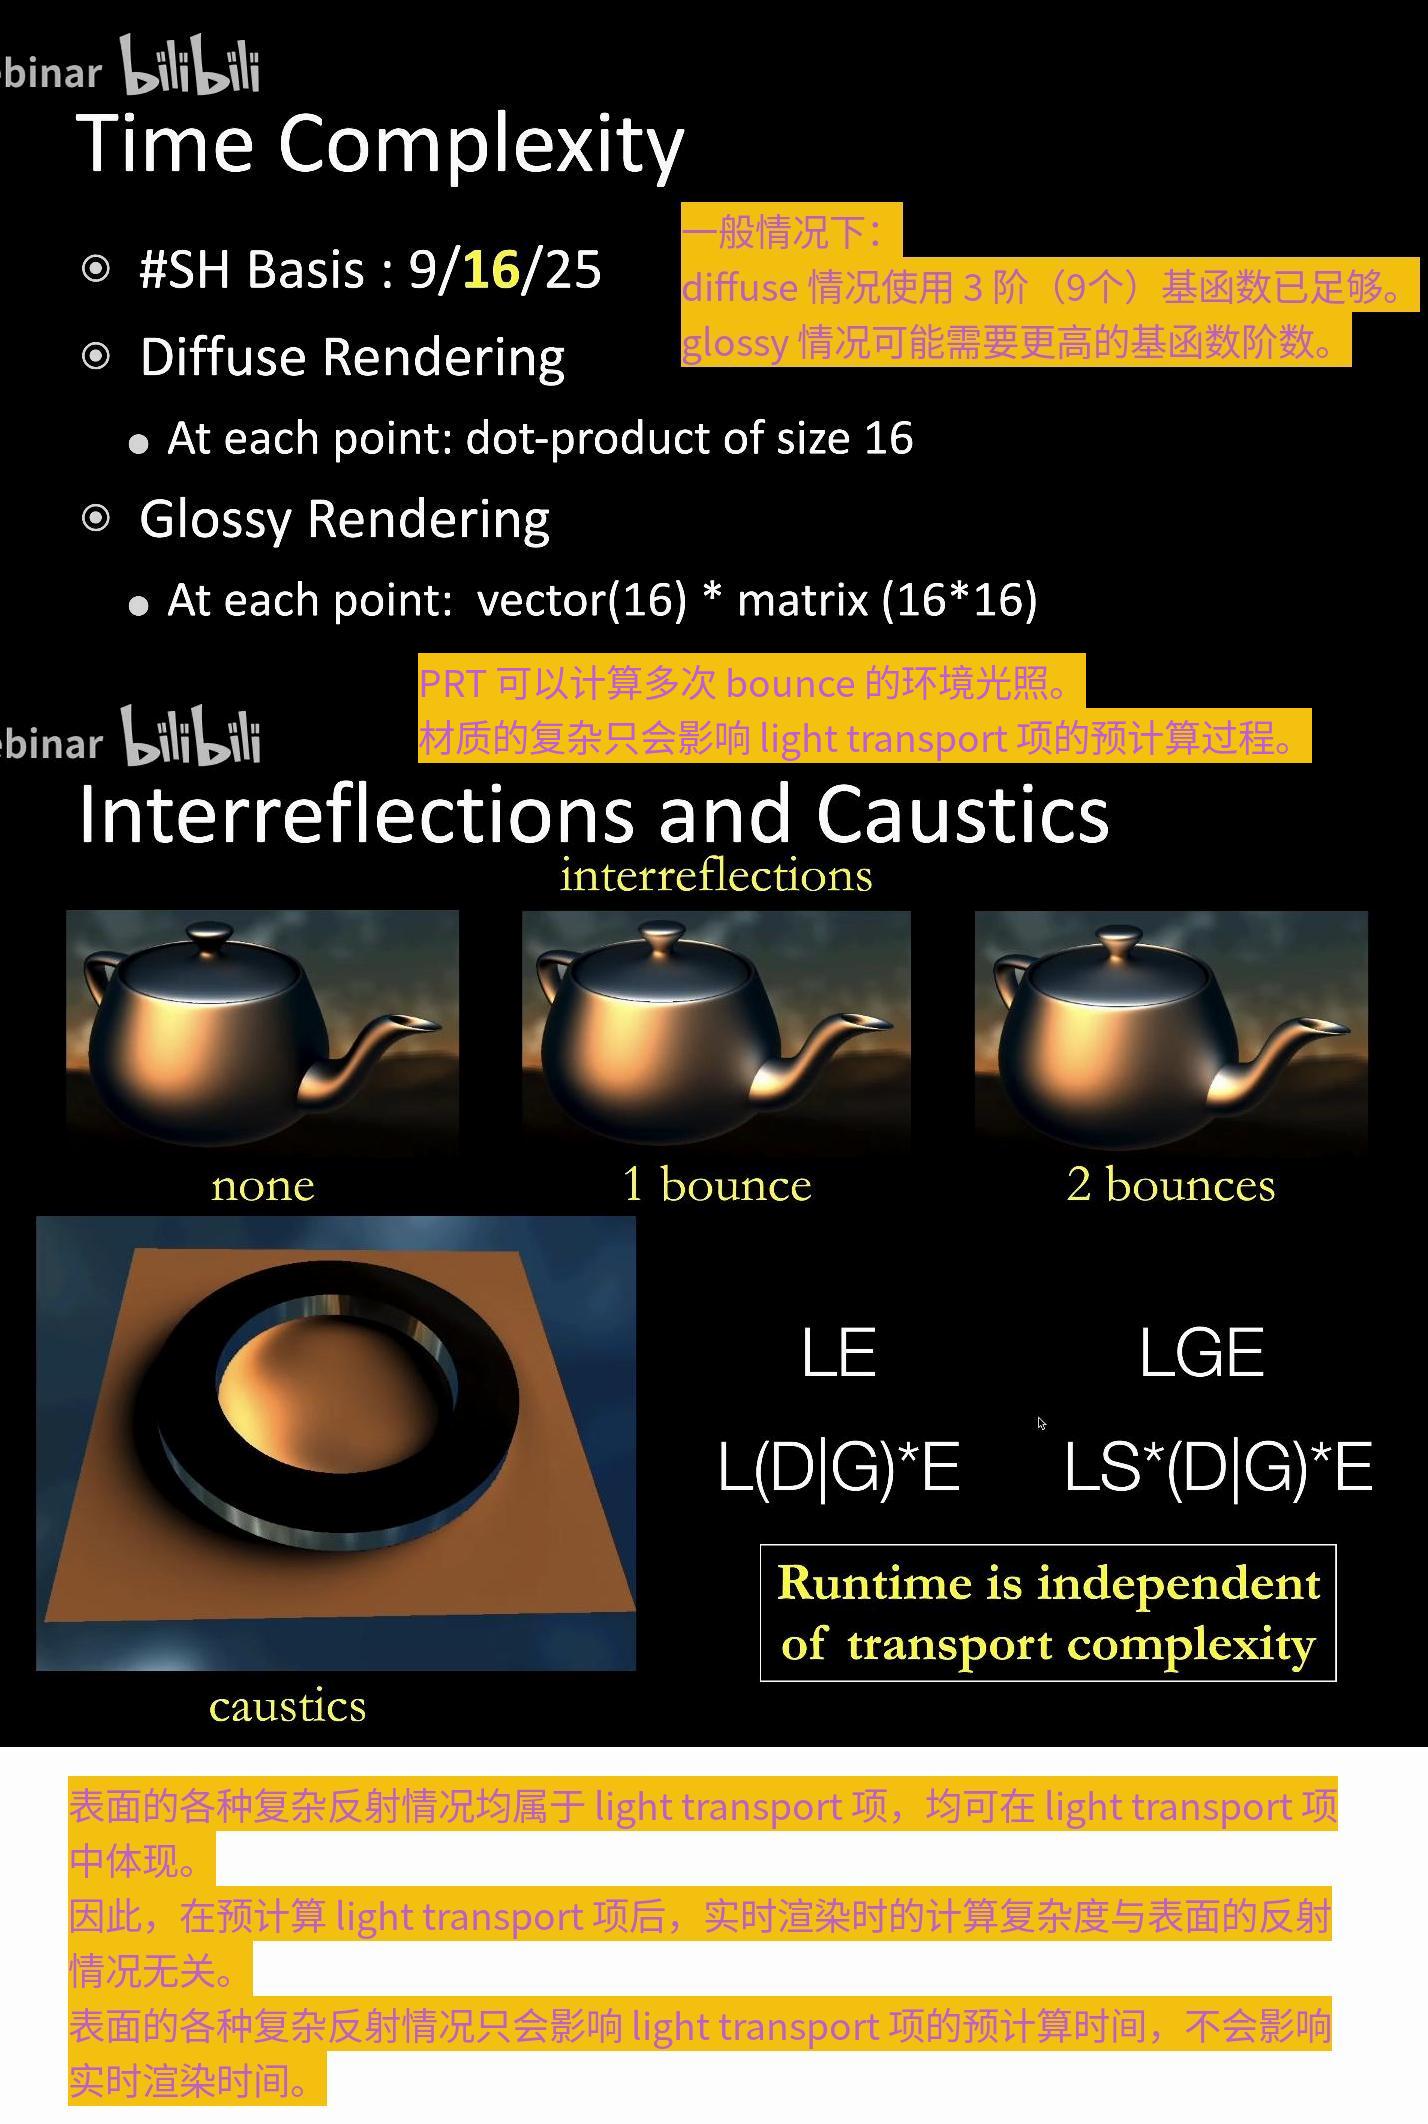 ebinar bilibili
Time Complexity
#SH Basis : 9/16/25
一般情况下：
diffuse 情况使用 3 阶（9个）基函数已足够。
glossy 情况可能需要更高的基函数阶数。
Diffuse Rendering
At each point: dot-product of size 16
Glossy Rendering
At each point: vector(16) * matrix (16*16)
PRT 可以计算多次 bounce 的环境光照。
材质的复杂只会影响 light transport 项的预计算过程。
ebinar bilibili
Interreflections and Caustics
interreflections
none 1 bounce 2 bounces
LE LGE
L(D|G)*E LS*(D|G)*E
Runtime is independent
of transport complexity
caustics
表面的各种复杂反射情况均属于 light transport 项，均可在 light transport 项
中体现。
因此，在预计算 light transport 项后，实时渲染时的计算复杂度与表面的反射
情况无关。
表面的各种复杂反射情况只会影响 light transport 项的预计算时间，不会影响
实时渲染时间。